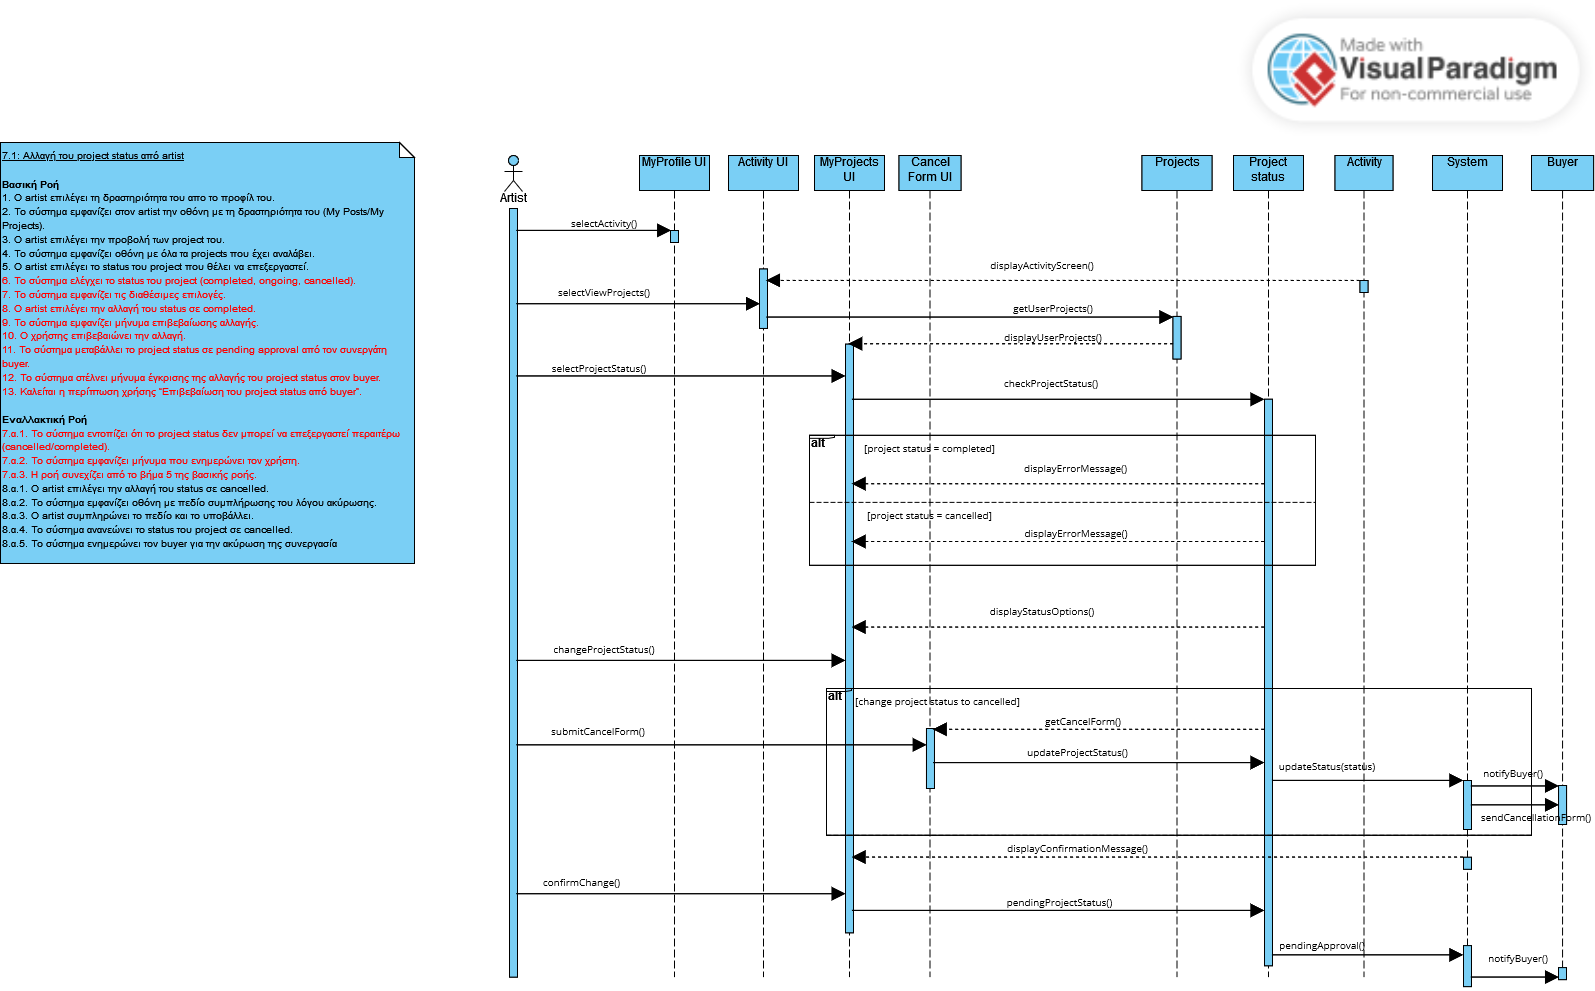 Made with
Visual Paradigm
For non-commercial use
7.1: Αλλαγή του project status από artist
Βασική Ροή
1. Ο artist επιλέγει τη δραστηριότητα του απο το προφίλ του.
2. Το σύστημα εμφανίζει στον artist την οθόνη με τη δραστηριότητα του (My Posts/My
Projects).
3. Ο artist επιλέγει την προβολή των project του.
4. Το σύστημα εμφανίζει οθόνη με όλα τα projects που έχει αναλάβει.
5. Ο artist επιλέγει το status του project που θέλει να επεξεργαστεί.
6. Το σύστημα ελέγχει το status του project (completed, ongoing, cancelled).
7. Το σύστημα εμφανίζει τις διαθέσιμες επιλογές.
8. Ο artist επιλέγει την αλλαγή του status σε completed.
9. Το σύστημα εμφανίζει μήνυμα επιβεβαίωσης αλλαγής.
10. Ο χρήστης επιβεβαιώνει την αλλαγή.
11. Το σύστημα μεταβάλλει το project status σε pending approval από τον συνεργάτη
buyer.
12. Το σύστημα στέλνει μήνυμα έγκρισης της αλλαγής του project status στον buyer.
13. Καλείται η περίπτωση χρήσης "Επιβεβαίωση του project status από buyer".
Εναλλακτική Ροή
7.α.1. Το σύστημα εντοπίζει ότι το project status δεν μπορεί να επεξεργαστεί περαιτέρω
(cancelled/completed).
7.α.2. Το σύστημα εμφανίζει μήνυμα που ενημερώνει τον χρήστη.
7.α.3. Η ροή συνεχίζει από το βήμα 5 της βασικής ροής.
8.α.1. Ο artist επιλέγει την αλλαγή του status σε cancelled.
8.α.2. Το σύστημα εμφανίζει οθόνη με πεδίο συμπλήρωσης του λόγου ακύρωσης.
8.α.3. Ο artist συμπληρώνει το πεδίο και το υποβάλλει.
8.α.4. Το σύστημα ανανεώνει το status του project σε cancelled.
8.α.5. Το σύστημα ενημερώνει τον buyer για την ακύρωση της συνεργασία
Artist
MyProfile UI
Activity UI
MyProjects
UI
Cancel
Form UI
Projects
Project
status
Activity
System
Buyer
selectActivity()
displayActivityScreen()
selectViewProjects()
getUserProjects()
displayUserProjects()
selectProjectStatus()
checkProjectStatus()
alt
[project status = completed]
displayErrorMessage()
[project status = cancelled]
displayErrorMessage()
displayStatusOptions()
changeProjectStatus()
alt
[change project status to cancelled]
getCancelForm()
submitCancelForm()
updateProjectStatus()
updateStatus(status)
notifyBuyer()
sendCancellationForm()
displayConfirmationMessage()
confirmChange()
pendingProjectStatus()
pendingApproval()
notifyBuyer()